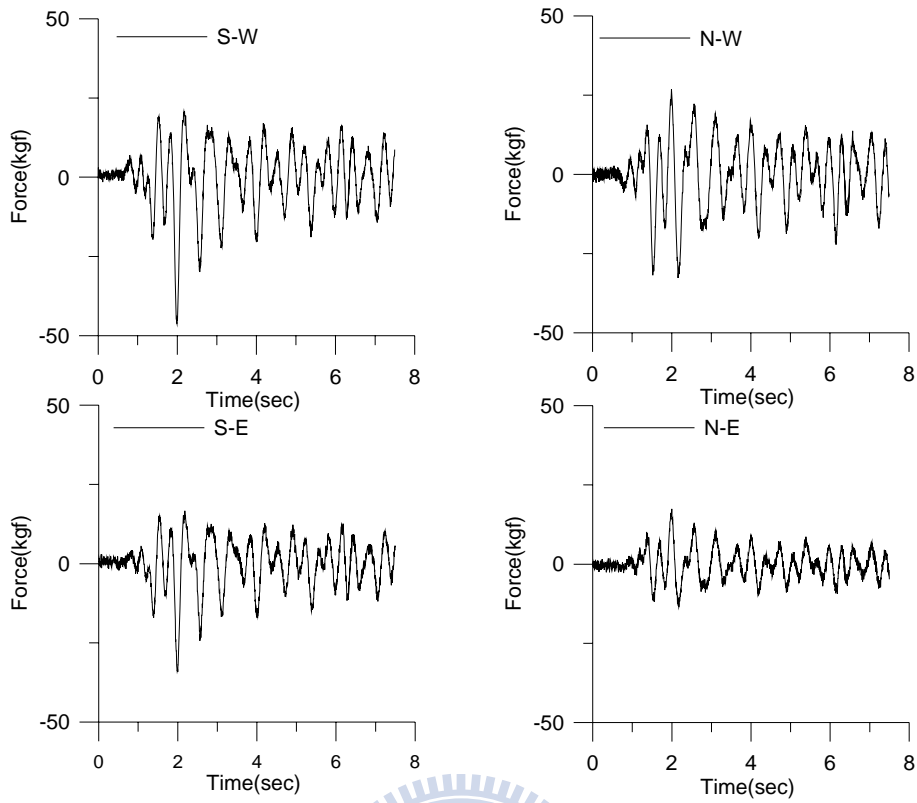 50
S-W
Force(kgf)
0
-50
0 2 4 6 8
Time(sec)
50
N-W
Force(kgf)
0
-50
0 2 4 6 8
Time(sec)
50
S-E
Force(kgf)
0
-50
0 2 4 6 8
Time(sec)
50
N-E
Force(kgf)
0
-50
0 2 4 6 8
Time(sec)